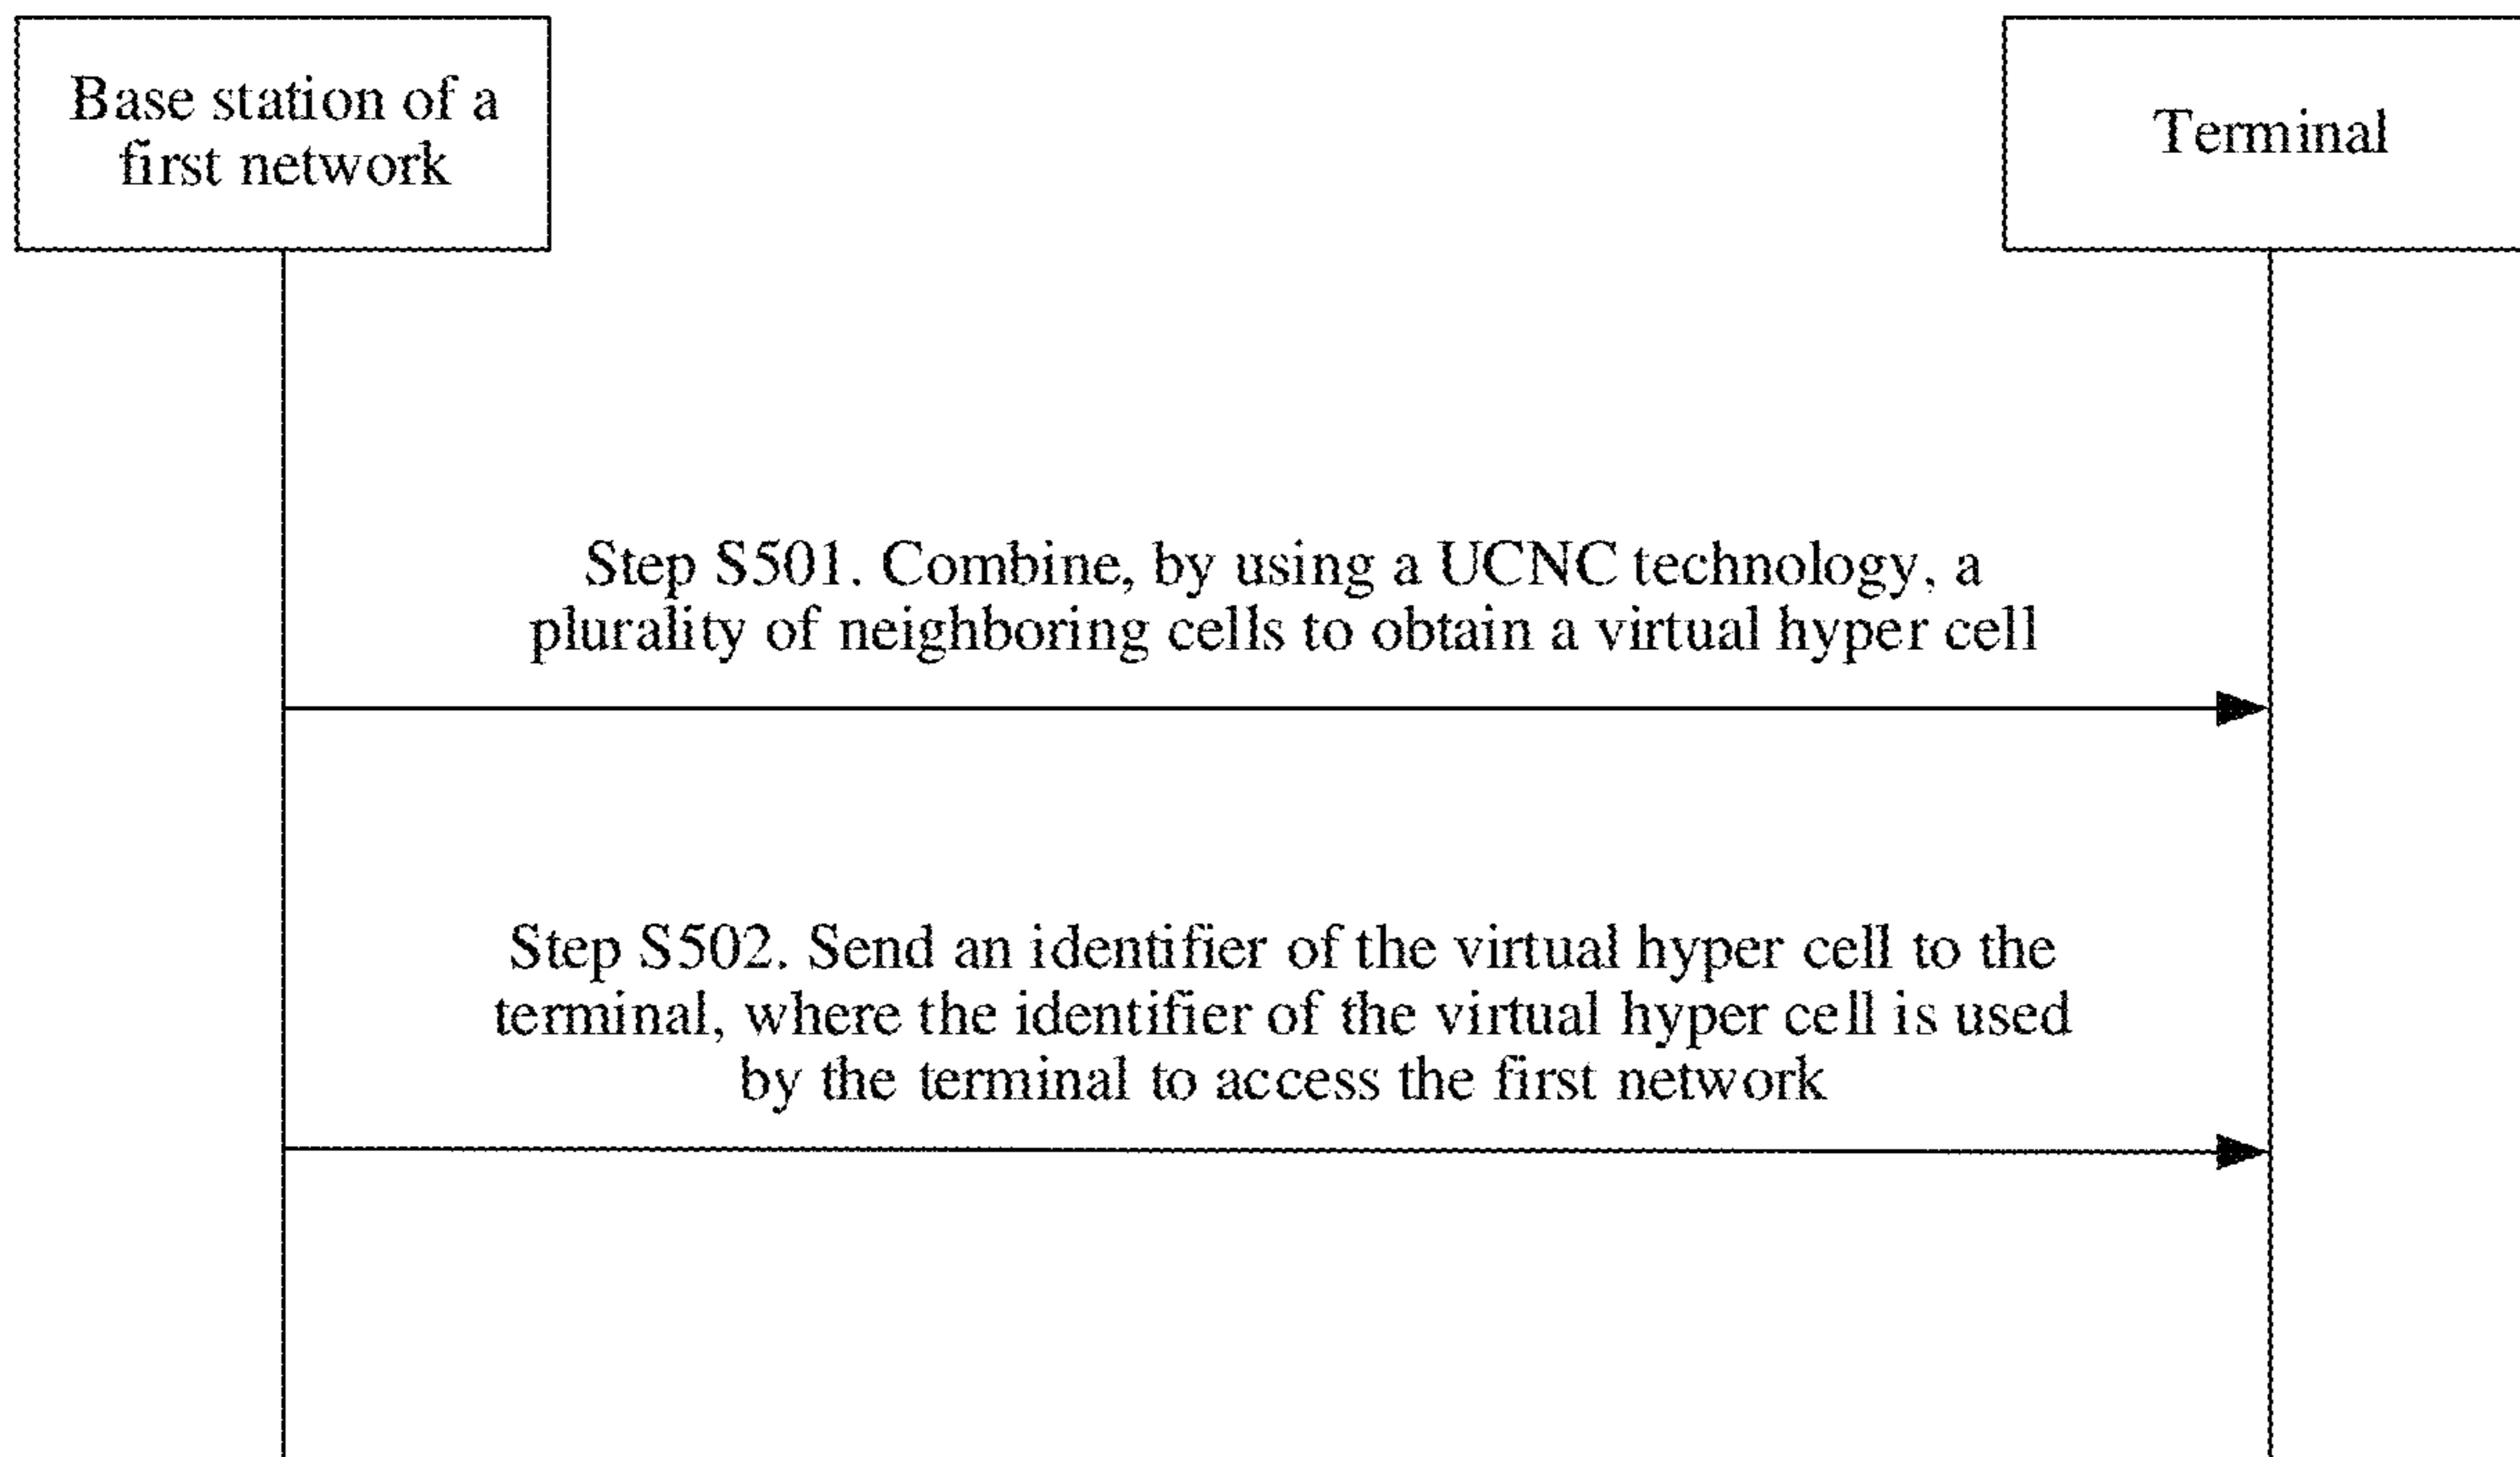 Base station of a
first network
Terminal
Step S501. Combine, by using a UCNC technology, a
plurality of neighboring cells to obtain a virtual hyper cell
Step S502. Send an identifier of the virtual hyper cell to the
terminal, where the identifier of the virtual hyper cell is used
by the terminal to access the first network